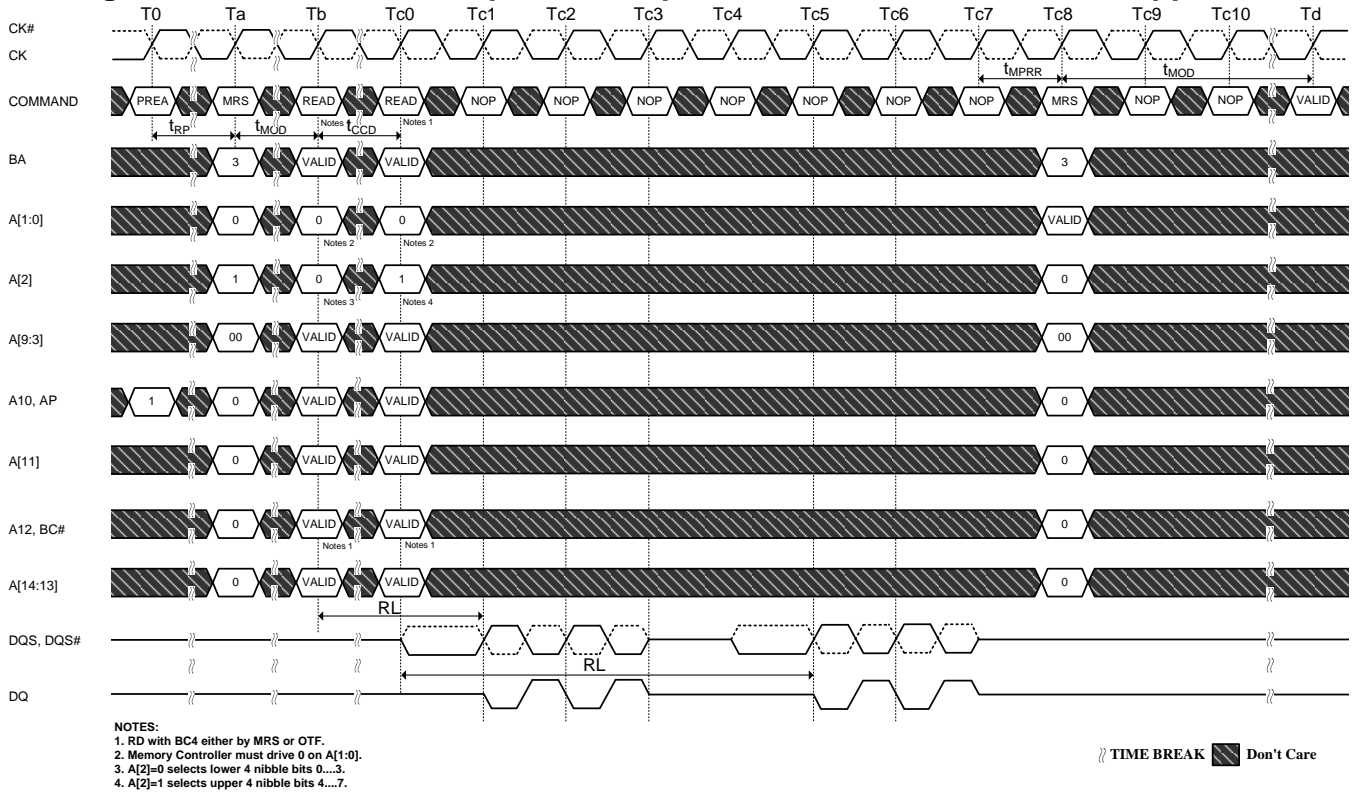 T0 Ta Tb Tc0 Tc1 Tc2 Tc3 Tc4 Tc5 Tc6 Tc7 Tc8 Tc9 Tc10 Td
CK#
CK
tMPRR tMOD
COMMAND PREA MRS READ READ NOP NOP NOP NOP NOP NOP NOP MRS NOP NOP VALID
Notes 1 Notes 1
tRP tMOD tCCD
BA 3 VALID VALID 3
A[1:0] 0 0 0 VALID
Notes 2 Notes 2
A[2] 1 0 1 0
Notes 3 Notes 4
A[9:3] 00 VALID VALID 00
A10, AP 1 0 VALID VALID 0
A[11] 0 VALID VALID 0
A12, BC# 0 VALID VALID 0
Notes 1 Notes 1
A[14:13] 0 VALID VALID 0
RL
DQS, DQS#
RL
DQ
NOTES:
1. RD with BC4 either by MRS or OTF.
2. Memory Controller must drive 0 on A[1:0].
3. A[2]=0 selects lower 4 nibble bits 0....3.
4. A[2]=1 selects upper 4 nibble bits 4....7.
TIME BREAK Don't Care